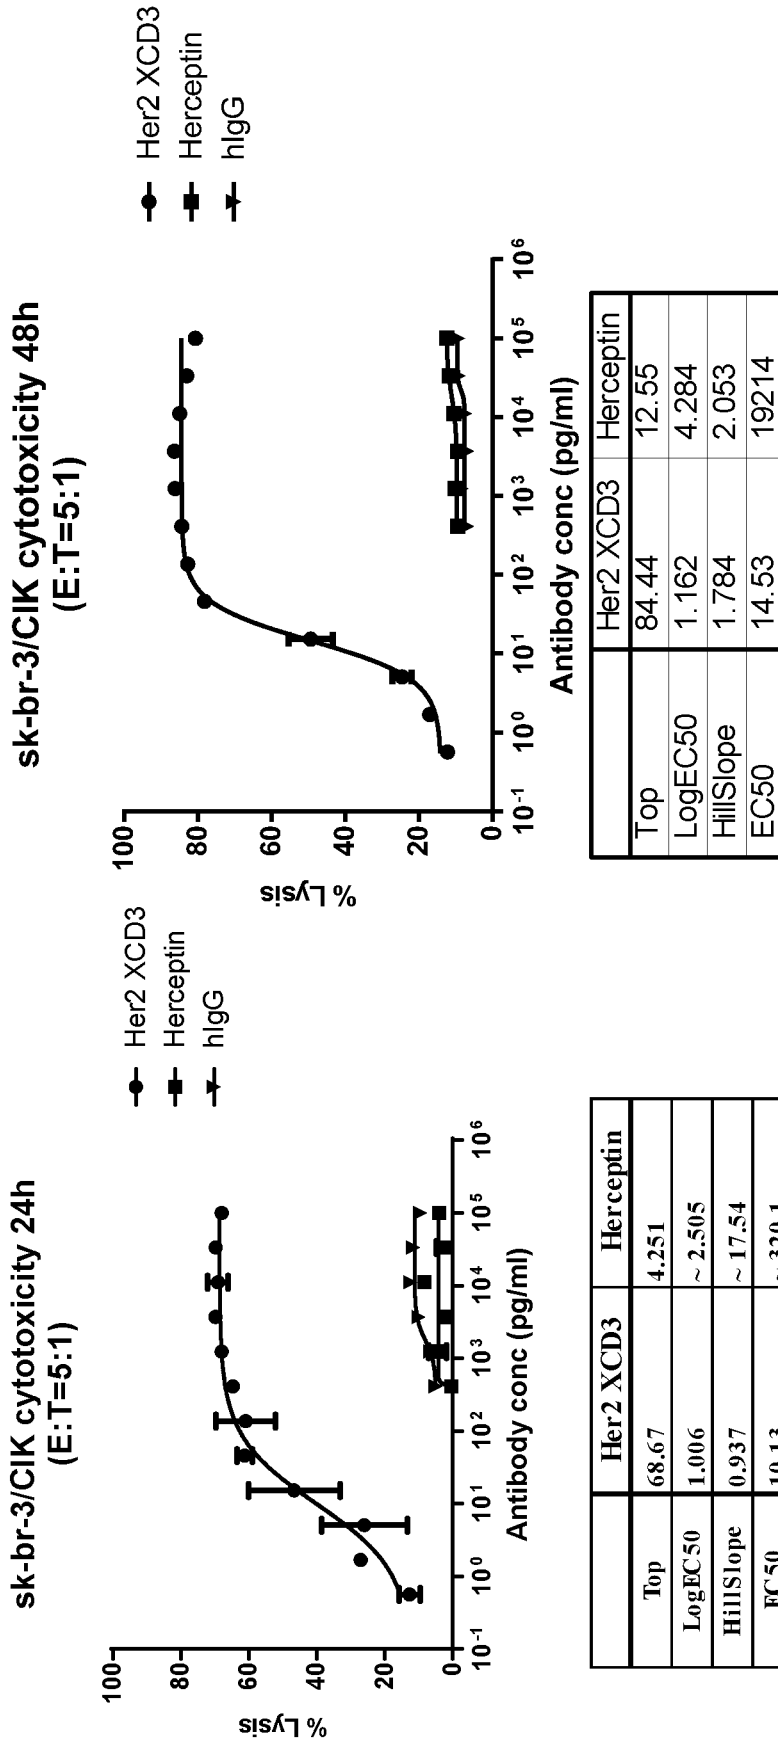 sk-br-3/CIK cytotoxicity 24h
(E:T=5:1)
% Lysis
100
80
60
40
20
0
10-1
100
101
102
103
104
105
106
Antibody conc (pg/ml)
Her2 XCD3
Herceptin
hIgG
Her2 XCD3 Herceptin
Top 68.67 4.251
LogEC50 1.006 ~ 2.505
HillSlope 0.937 ~ 17.54
EC50 10.13 ~ 320.1
sk-br-3/CIK cytotoxicity 48h
(E:T=5:1)
% Lysis
100
80
60
40
20
0
10-1
100
101
102
103
104
105
106
Antibody conc (pg/ml)
Her2 XCD3
Herceptin
hIgG
Her2 XCD3 Herceptin
Top 84.44 12.55
LogEC50 1.162 4.284
HillSlope 1.784 2.053
EC50 14.53 19214